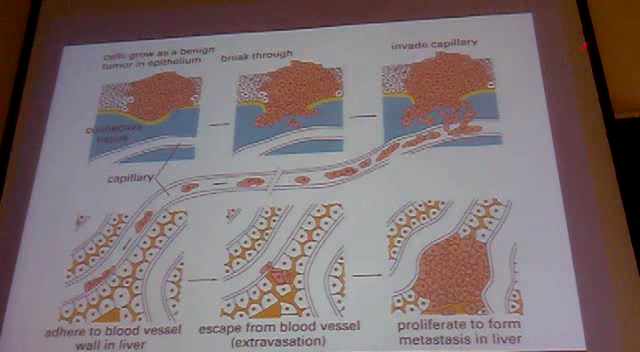 cells grow as a benign
tumor in epithelium
break through
invade capillary
connective
tissue
capillary
adhere to blood vessel
wall in liver
escape from blood vessel
(extravasation)
proliferate to form
metastasis in liver